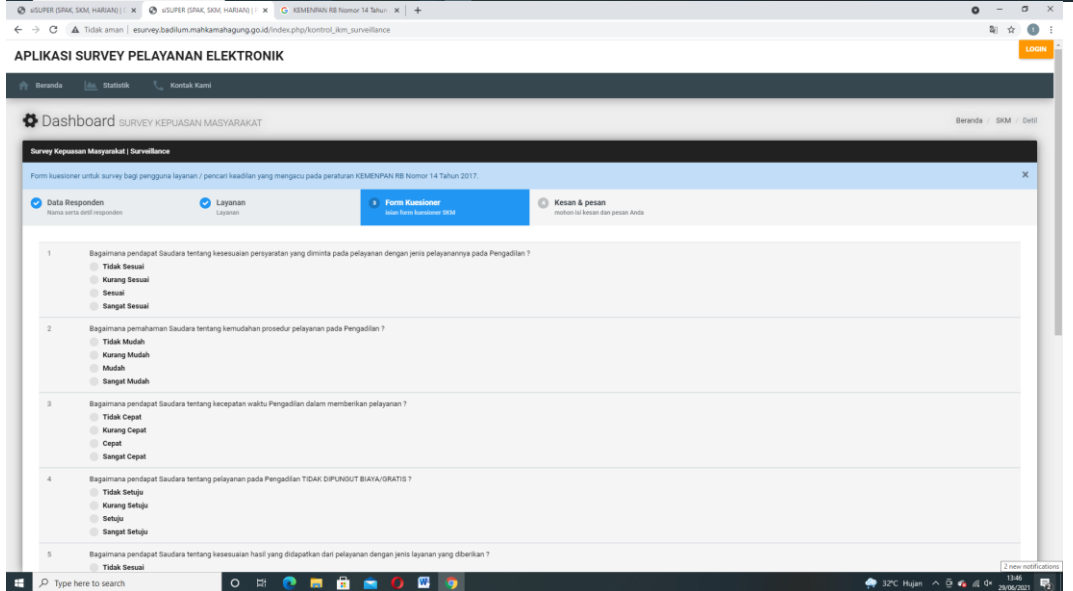 siSUPER (SPAK, SKM, HARIAN) |
siSUPER (SPAK, SKM, HARIAN) |
KEMENPAN RB Nomor 14 Tahun
Tidak aman | esurvey.badilum.mahkamahagung.go.id/index.php/kontrol_ikm_surveillance
APLIKASI SURVEY PELAYANAN ELEKTRONIK
LOGIN
Beranda Statistik Kontak Kami
Dashboard SURVEY KEPUASAN MASYARAKAT
Beranda / SKM / Detil
Survey Kepuasan Masyarakat | Surveillance
Form kuesioner untuk survey bagi pengguna layanan / pencari keadilan yang mengacu pada peraturan KEMENPAN RB Nomor 14 Tahun 2017.
Data Responden
Nama serta detil responden
Layanan
Layanan
3 Form Kuesioner
Isian form kuesioner SKM
4 Kesan & pesan
mohon isi kesan dan pesan Anda
1 Bagaimana pendapat Saudara tentang kesesuaian persyaratan yang diminta pada pelayanan dengan jenis pelayanannya pada Pengadilan ?
Tidak Sesuai
Kurang Sesuai
Sesuai
Sangat Sesuai
2 Bagaimana pemahaman Saudara tentang kemudahan prosedur pelayanan pada Pengadilan ?
Tidak Mudah
Kurang Mudah
Mudah
Sangat Mudah
3 Bagaimana pendapat Saudara tentang kecepatan waktu Pengadilan dalam memberikan pelayanan ?
Tidak Cepat
Kurang Cepat
Cepat
Sangat Cepat
4 Bagaimana pendapat Saudara tentang pelayanan pada Pengadilan TIDAK DIPUNGUT BIAYA/GRATIS ?
Tidak Setuju
Kurang Setuju
Setuju
Sangat Setuju
5 Bagaimana pendapat Saudara tentang kesesuaian hasil yang didapatkan dari pelayanan dengan jenis layanan yang diberikan ?
Tidak Sesuai
2 new notifications
Type here to search
32°C Hujan
13:46
29/06/2021